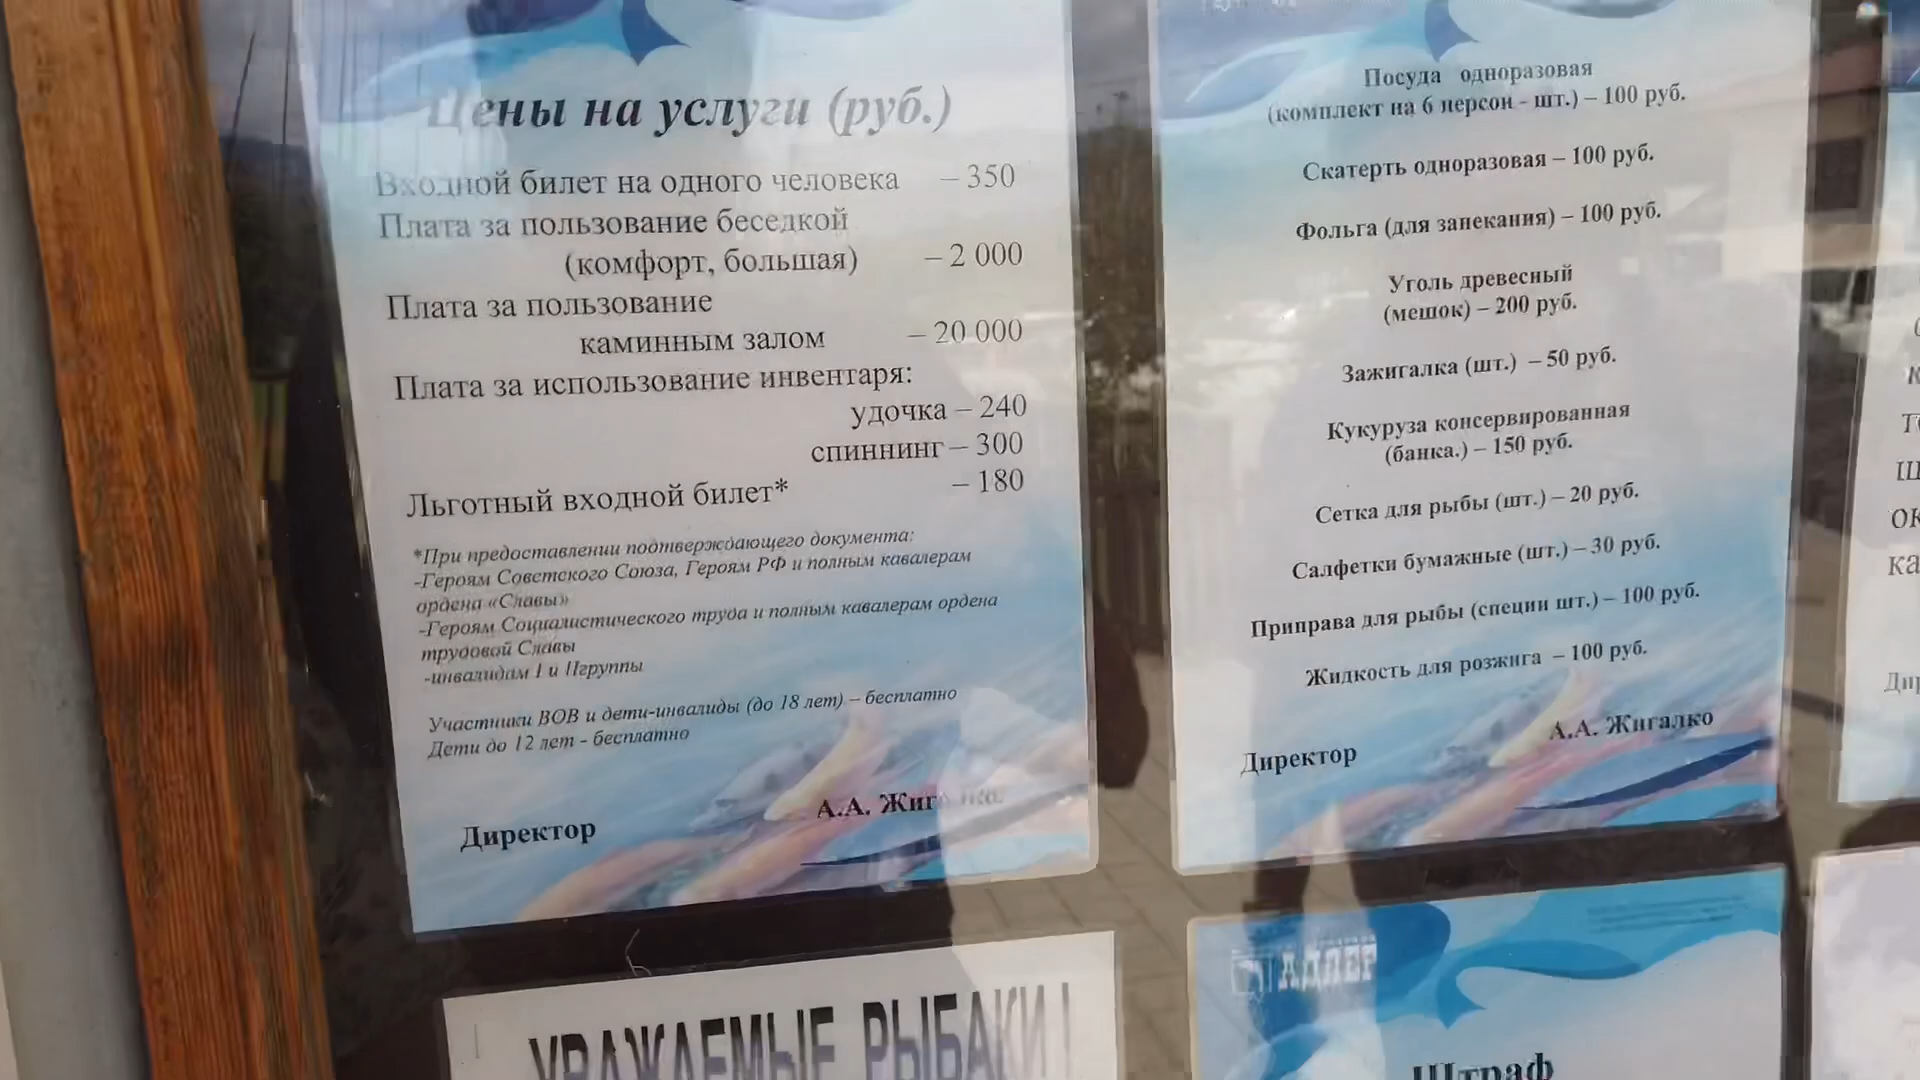 Цены на услуги (руб.)
Входной билет на одного человека – 350
Плата за пользование беседкой
(комфорт, большая) – 2 000
Плата за пользование
каминным залом – 20 000
Плата за использование инвентаря:
удочка – 240
спиннинг – 300
Льготный входной билет* – 180
*При предоставлении подтверждающего документа:
-Героям Советского Союза, Героям РФ и полным кавалерам
ордена «Славы»
-Героям Социалистического труда и полным кавалерам ордена
трудовой Славы
-инвалидам I и IIгруппы
Участники ВОВ и дети-инвалиды (до 18 лет) – бесплатно
Дети до 12 лет - бесплатно
Директор А.А. Жигалко
Посуда одноразовая
(комплект на 6 персон - шт.) – 100 руб.
Скатерть одноразовая – 100 руб.
Фольга (для запекания) – 100 руб.
Уголь древесный
(мешок) – 200 руб.
Зажигалка (шт.) – 50 руб.
Кукуруза консервированная
(банка.) – 150 руб.
Сетка для рыбы (шт.) – 20 руб.
Салфетки бумажные (шт.) – 30 руб.
Приправа для рыбы (специи шт.) – 100 руб.
Жидкость для розжига – 100 руб.
Директор А.А. Жигалко
УВАЖАЕМЫЕ РЫБАКИ!
Штраф